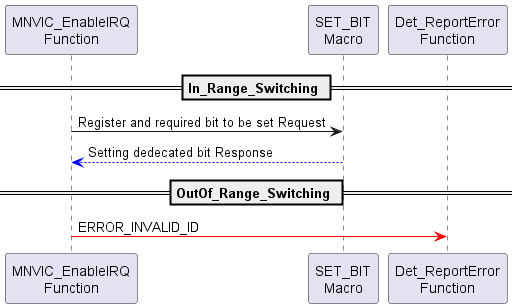 MNVIC_EnableIRQ
Function
SET_BIT
Macro
Det_ReportError
Function
In_Range_Switching
Register and required bit to be set Request
Setting dedecated bit Response
OutOf_Range_Switching
ERROR_INVALID_ID
MNVIC_EnableIRQ
Function
SET_BIT
Macro
Det_ReportError
Function